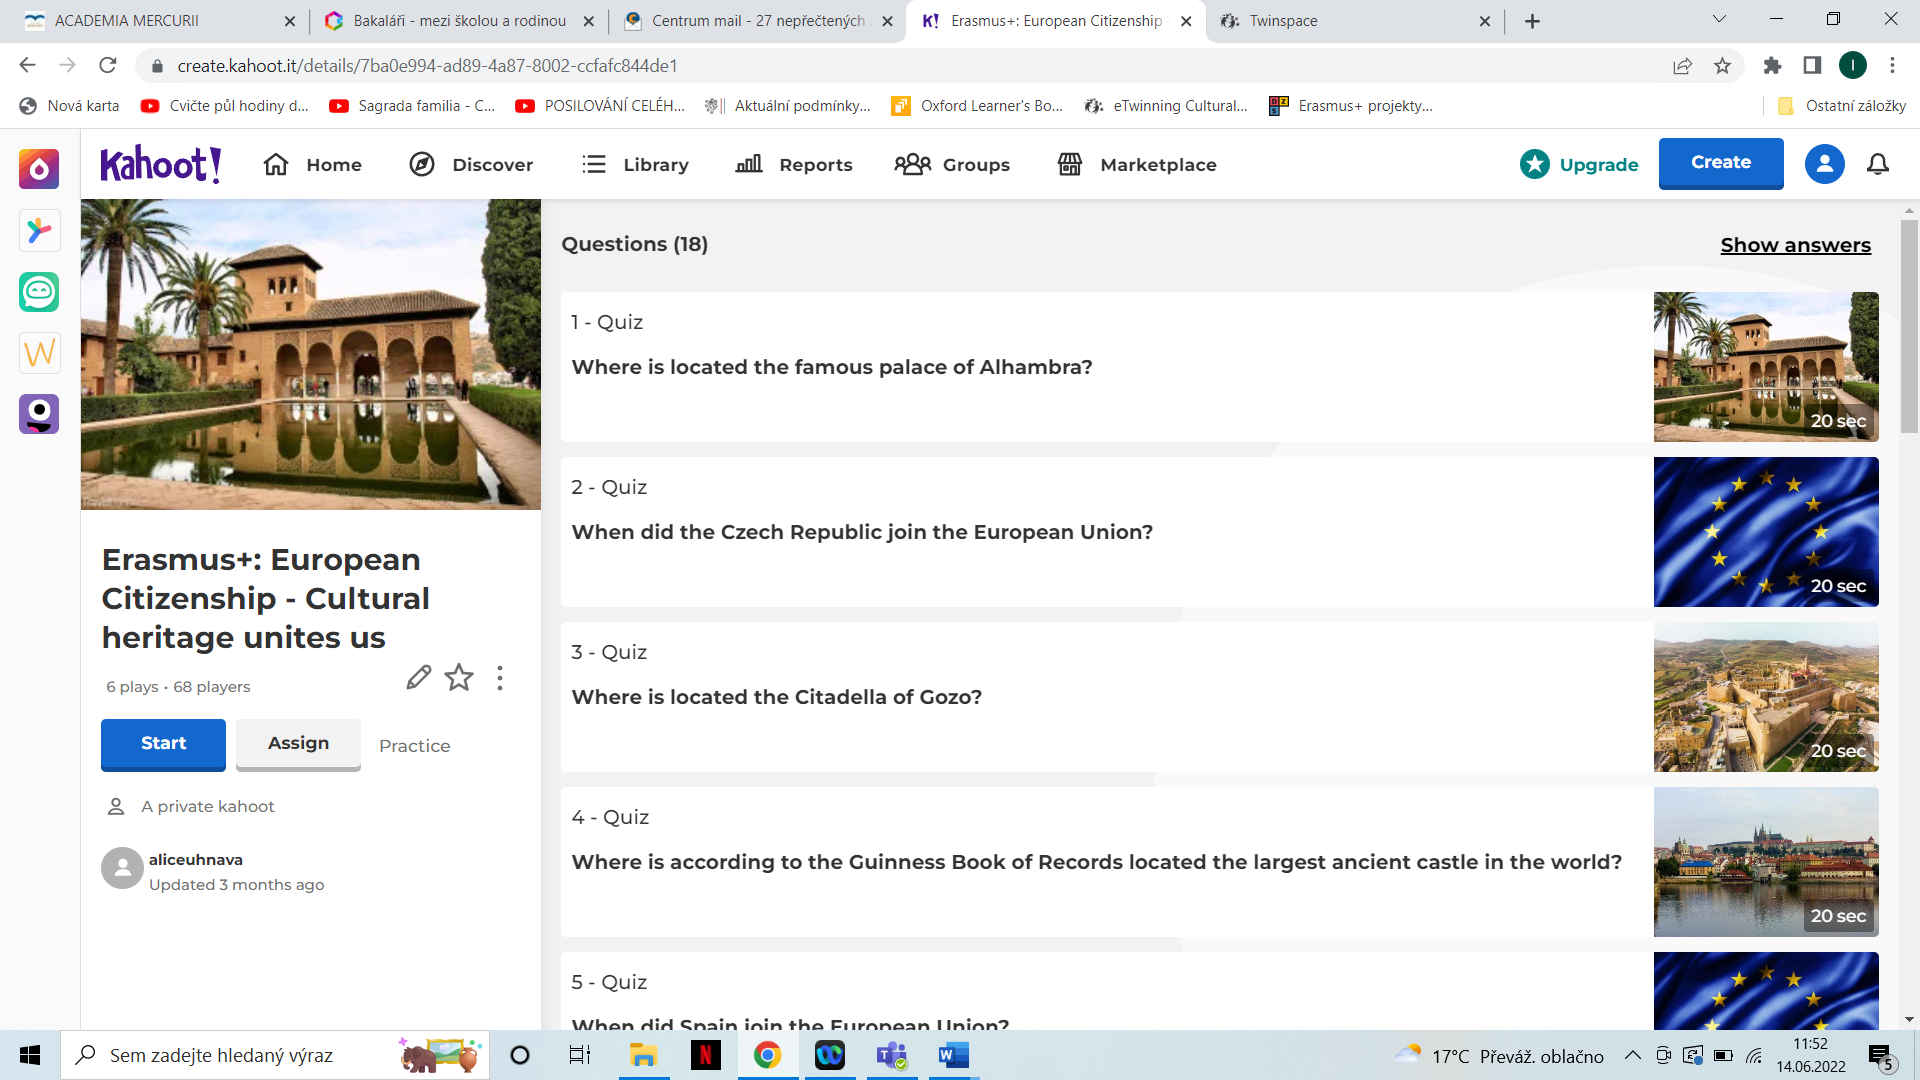 ACADEMIA MERCURII
Bakaláři - mezi školou a rodinou
Centrum mail - 27 nepřečtených
K! Erasmus+: European Citizenship -
Twinspace
create.kahoot.it/details/7ba0e994-ad89-4a87-8002-ccfafc844de1
I
Nová karta
Cvičte půl hodiny d...
Sagrada familia - C...
POSILOVÁNÍ CELÉH...
Aktuální podmínky...
Oxford Learner's Bo...
eTwinning Cultural...
Erasmus+ projekty...
Ostatní záložky
Kahoot!
Home
Discover
Library
Reports
Groups
Marketplace
Upgrade
Create
Erasmus+: European
Citizenship - Cultural
heritage unites us
6 plays • 68 players
Start
Assign
Practice
A private kahoot
aliceuhnava
Updated 3 months ago
Questions (18)
Show answers
1 - Quiz
Where is located the famous palace of Alhambra?
20 sec
2 - Quiz
When did the Czech Republic join the European Union?
20 sec
3 - Quiz
Where is located the Citadella of Gozo?
20 sec
4 - Quiz
Where is according to the Guinness Book of Records located the largest ancient castle in the world?
20 sec
5 - Quiz
When did Spain join the European Union?
Sem zadejte hledaný výraz
17°C Převáž. oblačno
11:52
14.06.2022
5